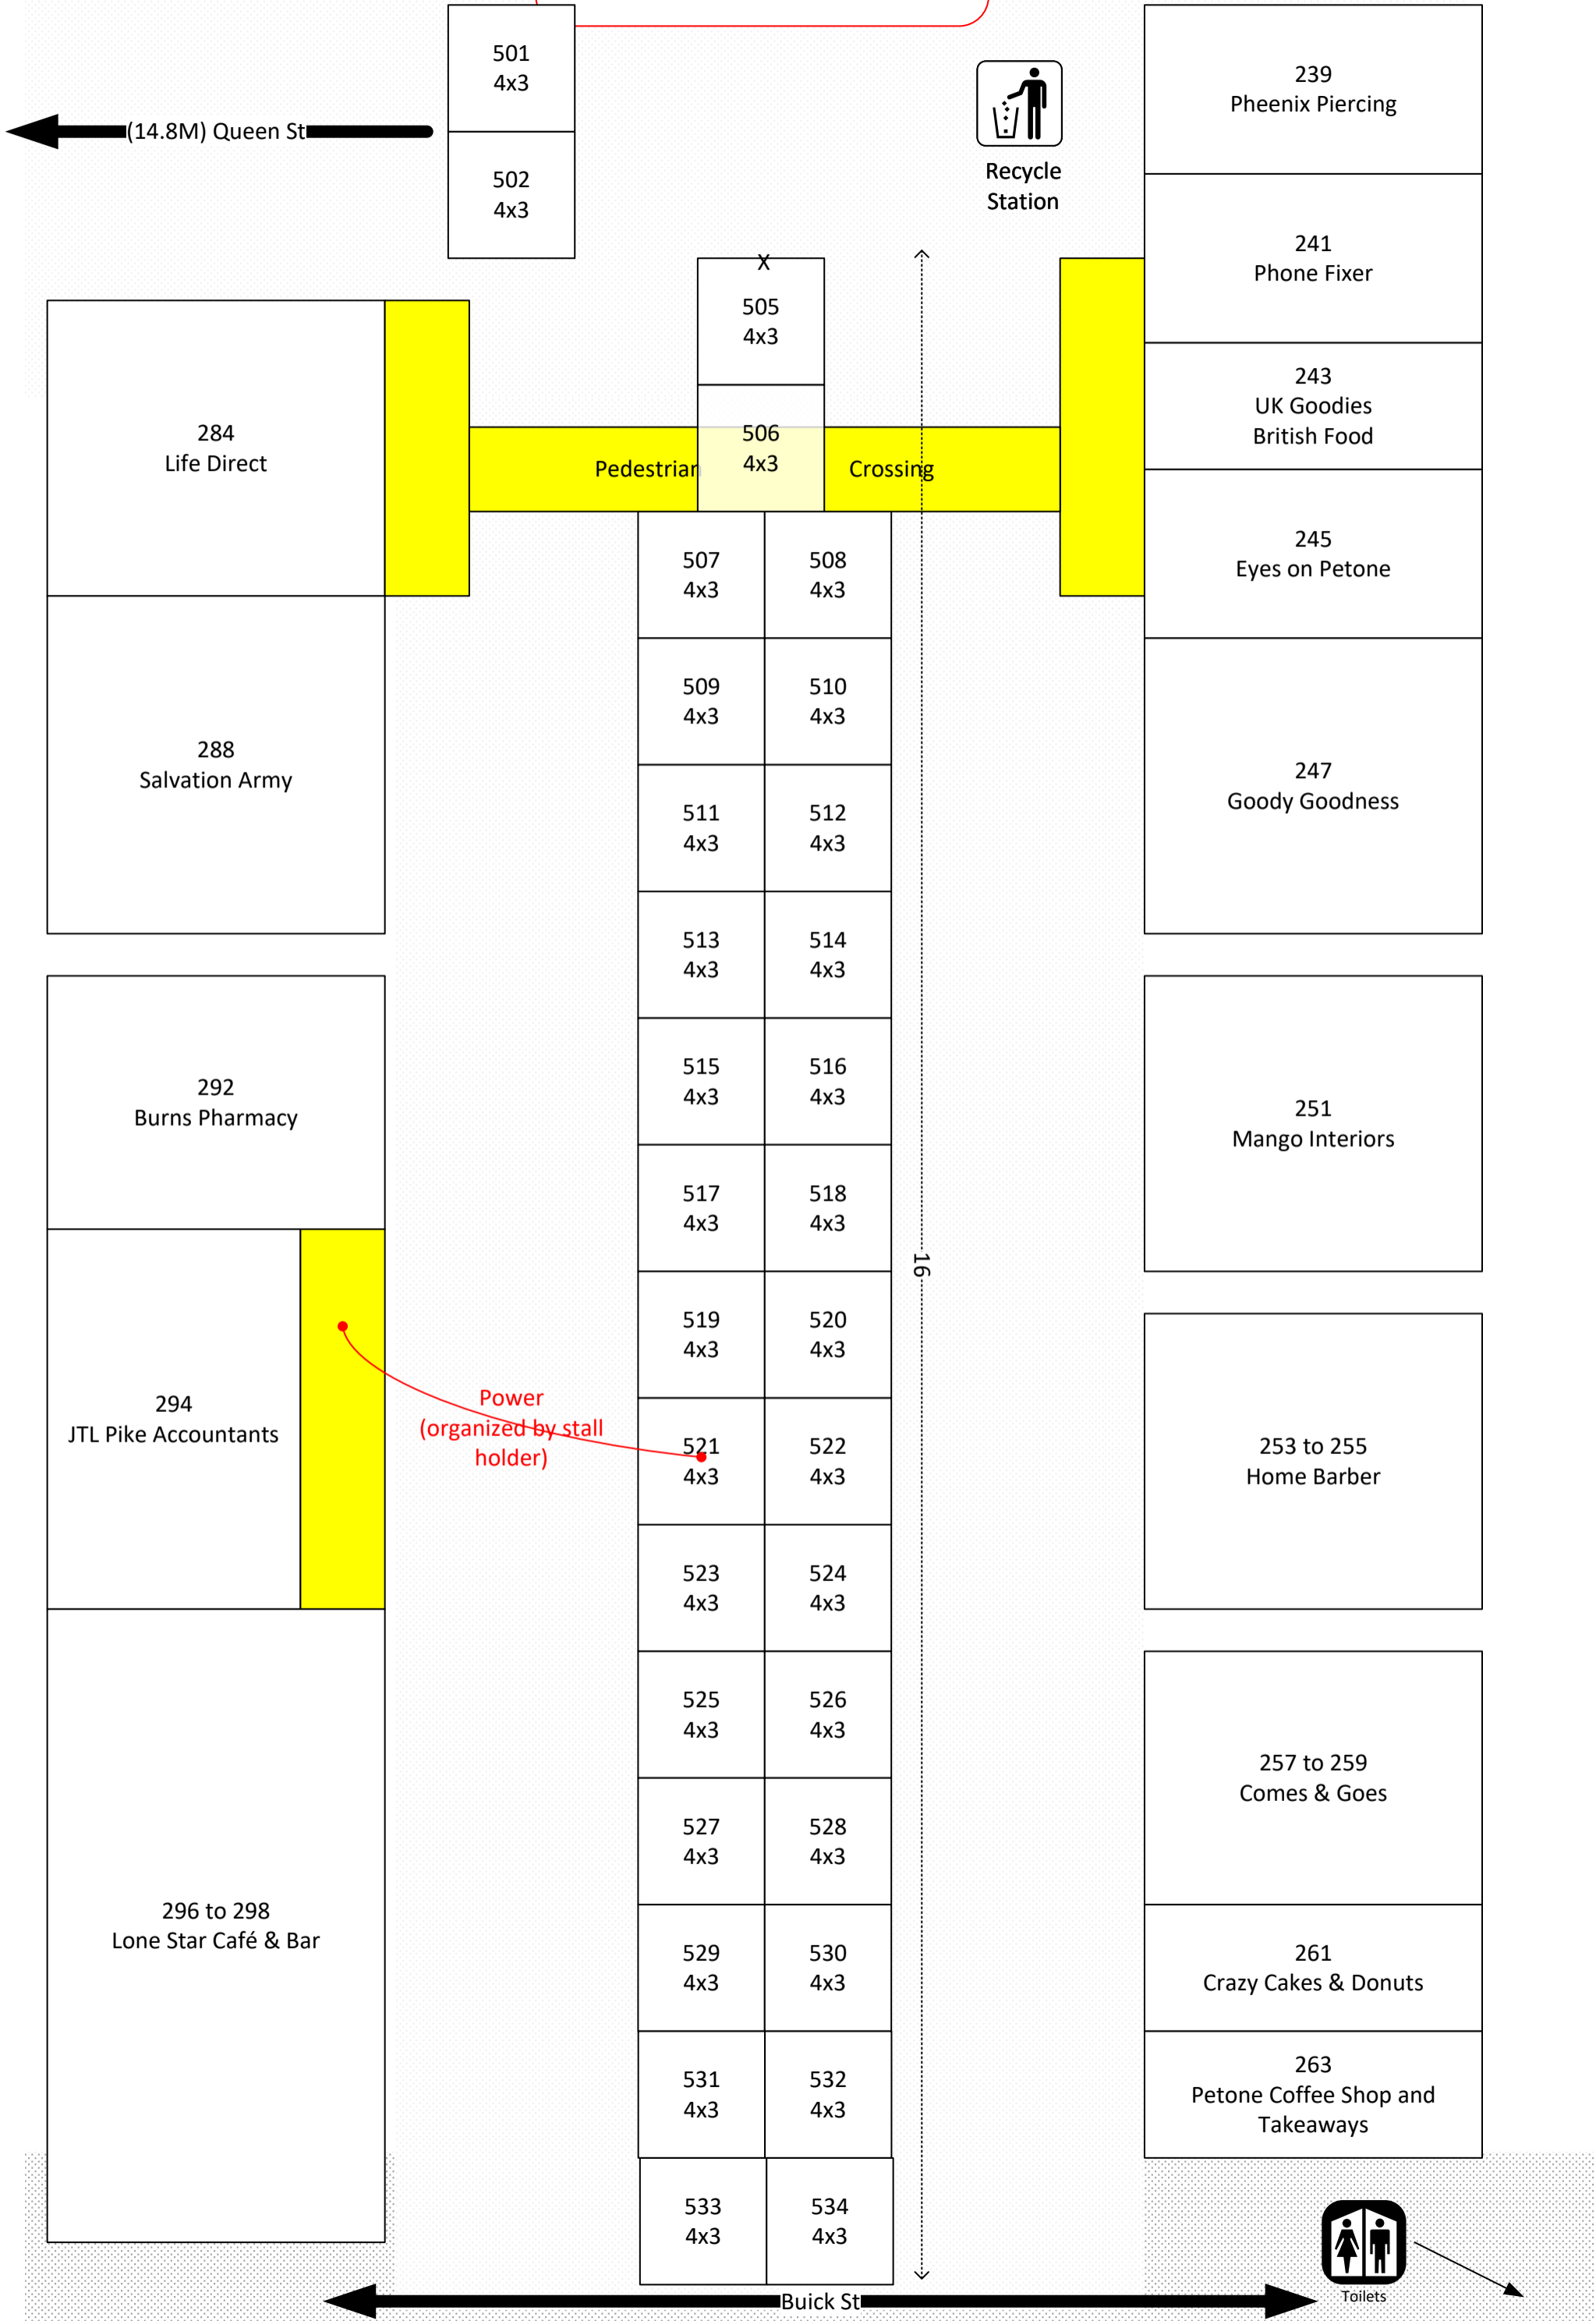 501
4x3
(14.8M) Queen St
502
4x3
Recycle
Station
239
Pheenix Piercing
241
Phone Fixer
243
UK Goodies
British Food
245
Eyes on Petone
247
Goody Goodness
251
Mango Interiors
253 to 255
Home Barber
257 to 259
Comes & Goes
261
Crazy Cakes & Donuts
263
Petone Coffee Shop and
Takeaways
284
Life Direct
288
Salvation Army
292
Burns Pharmacy
294
JTL Pike Accountants
296 to 298
Lone Star Café & Bar
X
505
4x3
506
4x3
Pedestrian
Crossing
507
4x3
508
4x3
509
4x3
510
4x3
511
4x3
512
4x3
513
4x3
514
4x3
515
4x3
516
4x3
517
4x3
518
4x3
16
519
4x3
520
4x3
Power
(organized by stall
holder)
521
4x3
522
4x3
523
4x3
524
4x3
525
4x3
526
4x3
527
4x3
528
4x3
529
4x3
530
4x3
531
4x3
532
4x3
533
4x3
534
4x3
Buick St
Toilets